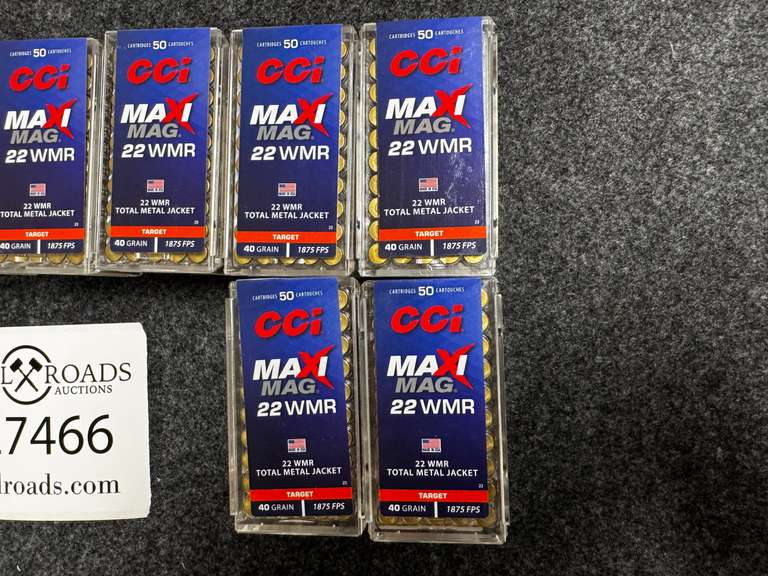 CARTRIDGES 50 CARTOUCHES
CCi
MAXI
MAG.
22 WMR
22 WMR
TOTAL METAL JACKET
TARGET
40 GRAIN 1875 FPS
CARTRIDGES 50 CARTOUCHES
CCi
MAXI
MAG.
22 WMR
22 WMR
TOTAL METAL JACKET
TARGET
40 GRAIN 1875 FPS
CARTRIDGES 50 CARTOUCHES
CCi
MAXI
MAG.
22 WMR
22 WMR
TOTAL METAL JACKET
TARGET
40 GRAIN 1875 FPS
CARTRIDGES 50 CARTOUCHES
CCi
MAXI
MAG.
22 WMR
22 WMR
TOTAL METAL JACKET
TARGET
40 GRAIN 1875 FPS
L ROADS
AUCTIONS
7466
lroads.com
CARTRIDGES 50 CARTOUCHES
CCi
MAXI
MAG.
22 WMR
22 WMR
TOTAL METAL JACKET
TARGET
40 GRAIN 1875 FPS
CARTRIDGES 50 CARTOUCHES
CCi
MAXI
MAG.
22 WMR
22 WMR
TOTAL METAL JACKET
TARGET
40 GRAIN 1875 FPS